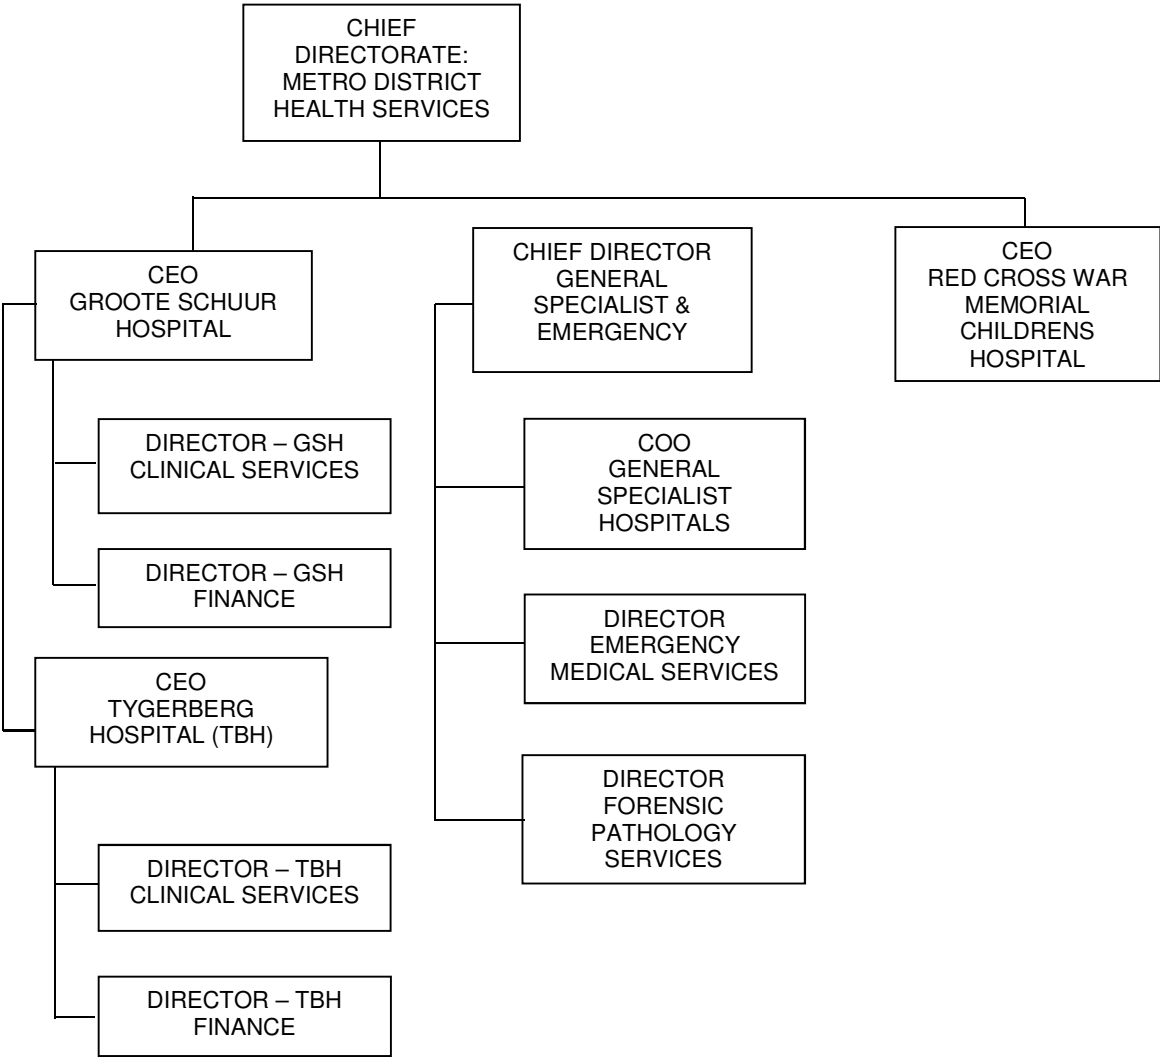 CHIEF
DIRECTORATE:
METRO DISTRICT
HEALTH SERVICES
CEO
GROOTE SCHUUR
HOSPITAL
DIRECTOR – GSH
CLINICAL SERVICES
DIRECTOR – GSH
FINANCE
CEO
TYGERBERG
HOSPITAL (TBH)
DIRECTOR – TBH
CLINICAL SERVICES
DIRECTOR – TBH
FINANCE
CHIEF DIRECTOR
GENERAL
SPECIALIST &
EMERGENCY
COO
GENERAL
SPECIALIST
HOSPITALS
DIRECTOR
EMERGENCY
MEDICAL SERVICES
DIRECTOR
FORENSIC
PATHOLOGY
SERVICES
CEO
RED CROSS WAR
MEMORIAL
CHILDRENS
HOSPITAL